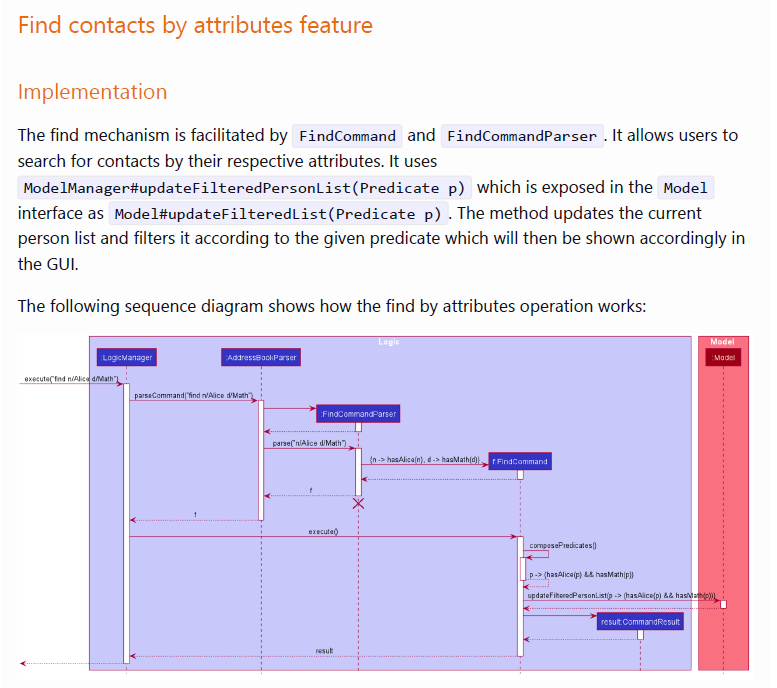 Find contacts by attributes feature
Implementation
The find mechanism is facilitated by FindCommand and FindCommandParser. It allows users to
search for contacts by their respective attributes. It uses
ModelManager#updateFilteredPersonList(Predicate p) which is exposed in the Model
interface as Model#updateFilteredList(Predicate p). The method updates the current
person list and filters it according to the given predicate which will then be shown accordingly in
the GUI.
The following sequence diagram shows how the find by attributes operation works:
Logic
Model
:LogicManager
:AddressBookParser
:Model
execute("find n/Alice d/Math")
parseCommand("find n/Alice d/Math")
:FindCommandParser
parse("n/Alice d/Math")
{n -> hasAlice(n), d -> hasMath(d)}
f:FindCommand
f
f
execute()
composePredicates()
p -> (hasAlice(p) && hasMath(p))
updateFilteredPersonList(p -> (hasAlice(p) && hasMath(p)))
result:CommandResult
result